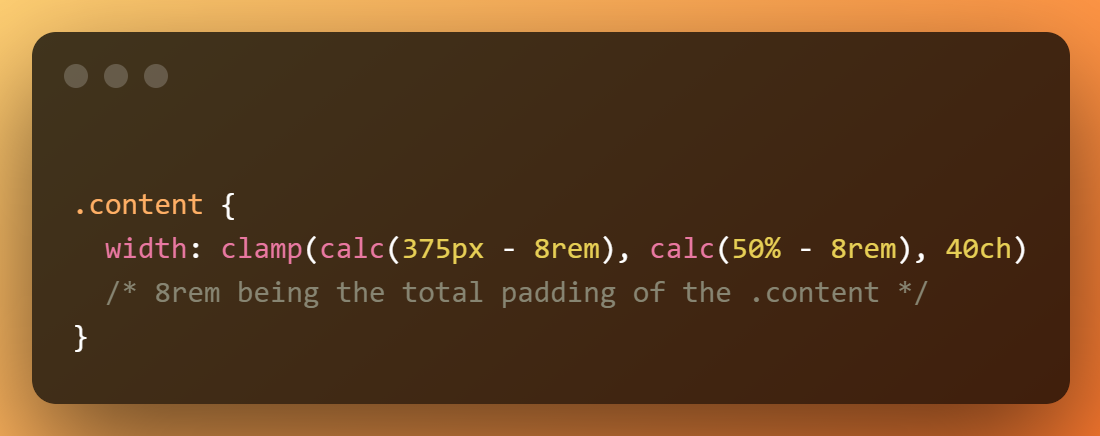 .content {
  width: clamp(calc(375px - 8rem), calc(50% - 8rem), 40ch)
  /* 8rem being the total padding of the .content */
}